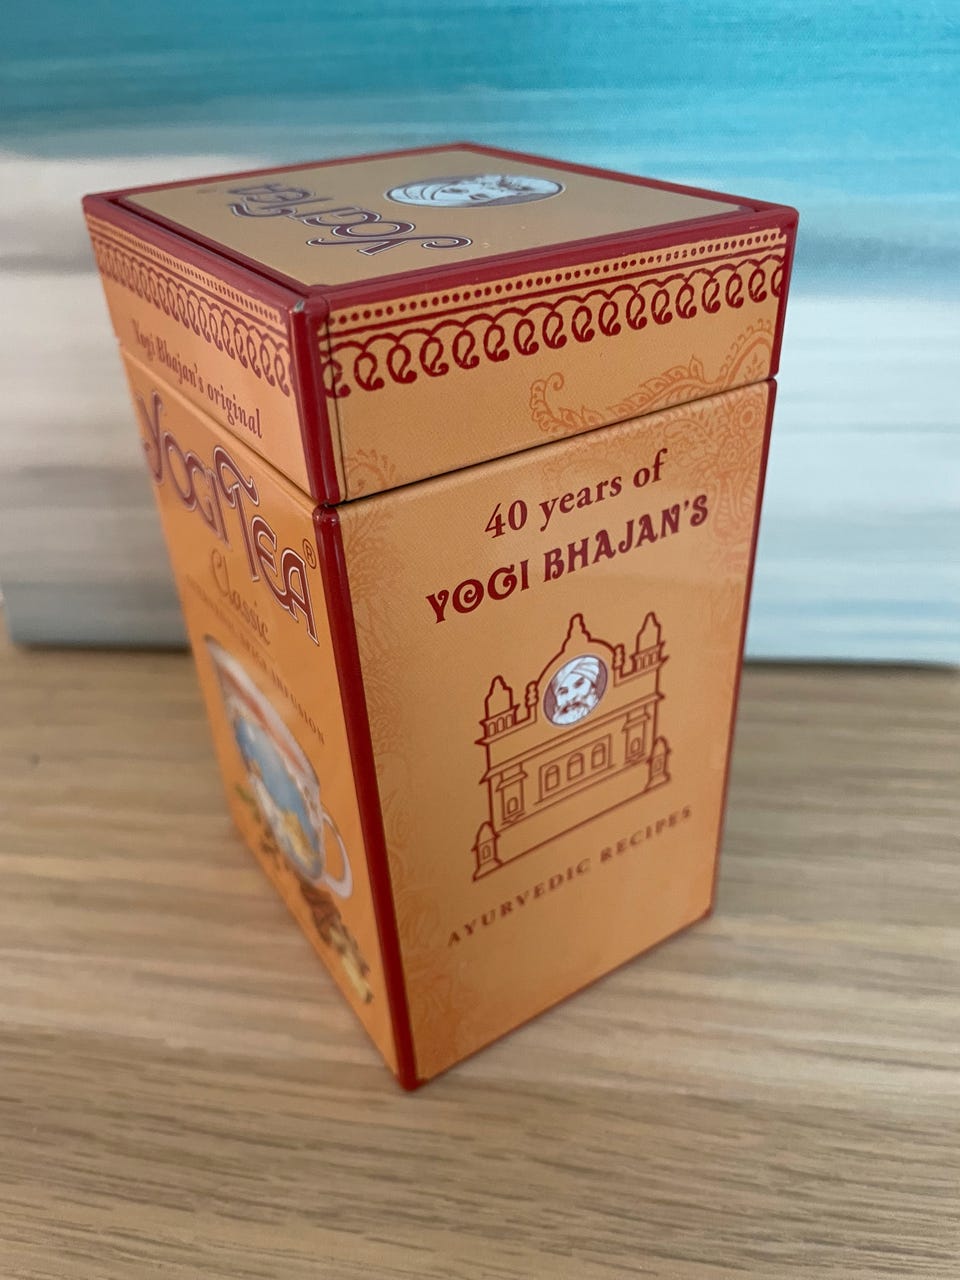 YOGI TEA
Yogi Bhajan's original
YOGI TEA®
Classic
40 years of
YOGI BHAJAN'S
AYURVEDIC RECIPES